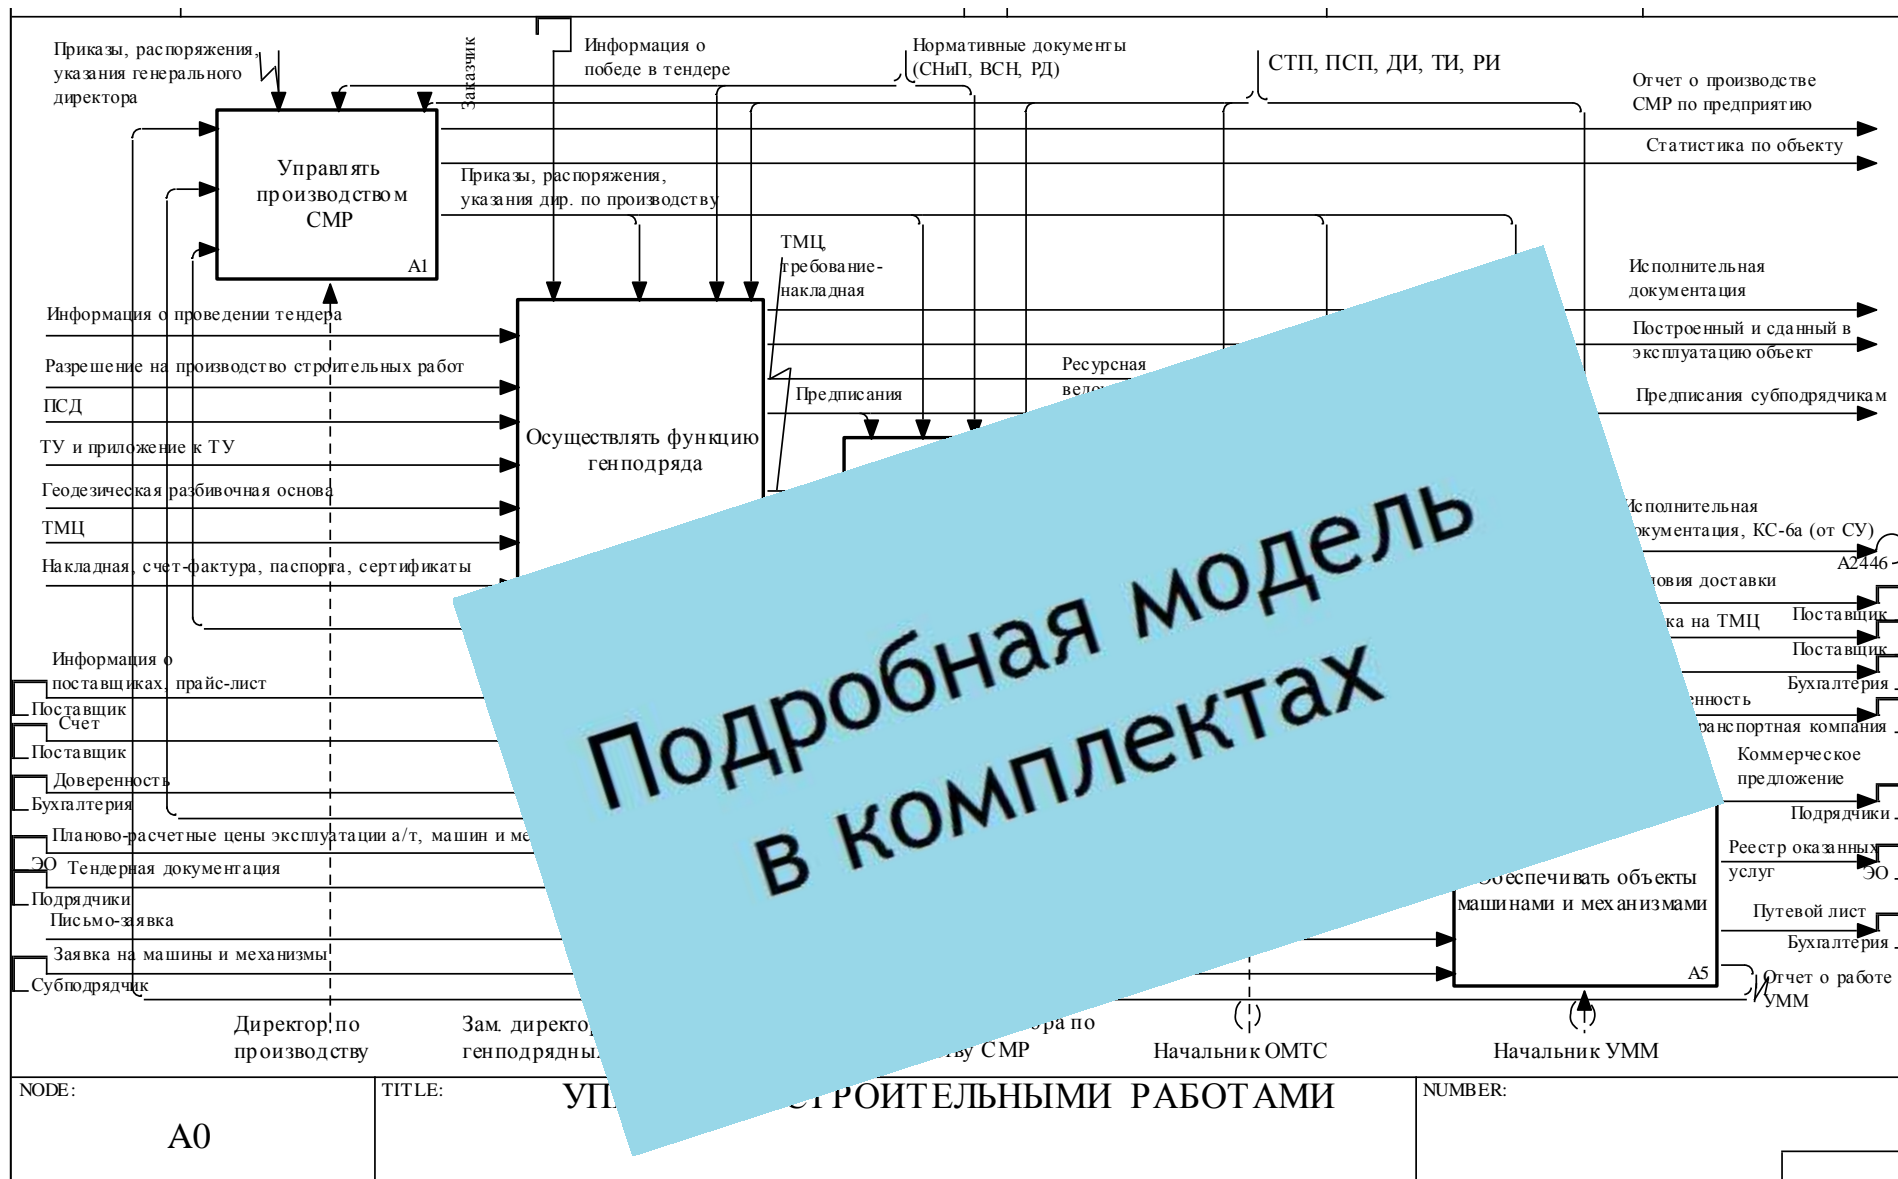 Приказы, распоряжения,
указания генерального
директора
Заказчик
Информация о
победе в тендере
Нормативные документы
(СНиП, ВСН, РД)
СТП, ПСП, ДИ, ТИ, РИ
Отчет о производстве
СМР по предприятию
Статистика по объекту
Управлять
производством
СМР
A1
Приказы, распоряжения,
указания дир. по производству
ТМЦ,
требование-
накладная
Исполнительная
документация
Построенный и сданный в
эксплуатацию объект
Предписания субподрядчикам
Информация о проведении тендера
Разрешение на производство строительных работ
ПСД
ТУ и приложение к ТУ
Геодезическая разбивочная основа
ТМЦ
Накладная, счет-фактура, паспорта, сертификаты
Осуществлять функцию
генподряда
Ресурсная
Предписания
Подробная модель
в комплектах
Исполнительная
документация, КС-6а (от СУ)
A2446
доставки
Поставщик
на ТМЦ
Поставщик
Бухгалтерия
компания
Коммерческое
предложение
Подрядчики
Реестр оказанных
услуг
ЭО
Путевой лист
Бухгалтерия
Отчет о работе
УММ
Информация о
поставщиках, прайс-лист
Поставщик
Счет
Поставщик
Доверенность
Бухгалтерия
Планово-расчетные цены эксплуатации а/т, машин и
ЭО
Тендерная документация
Подрядчики
Письмо-заявка
Заявка на машины и механизмы
Субподрядчик
Обеспечивать объекты
машинами и механизмами
A5
Директор по
производству
Зам.
по
СМР
Начальник ОМТС
Начальник УММ
NODE:
A0
TITLE:
СТРОИТЕЛЬНЫМИ РАБОТАМИ
NUMBER: